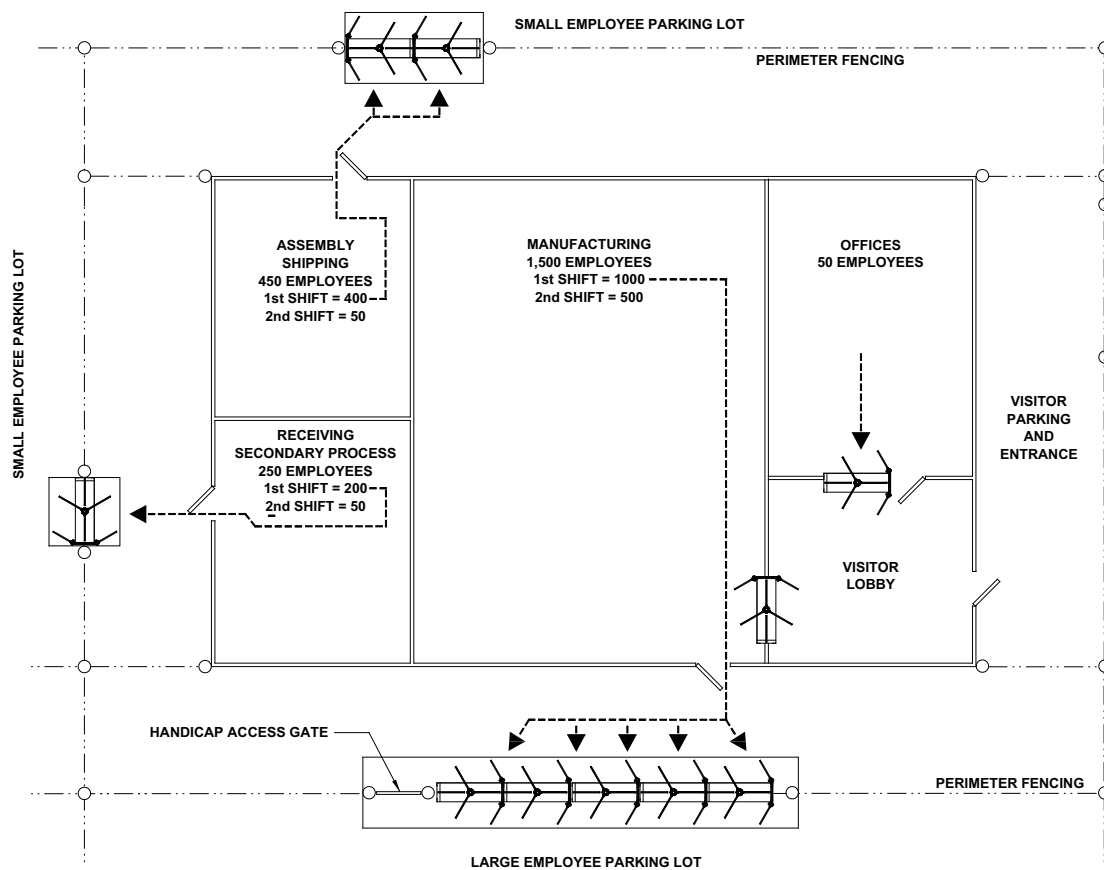 SMALL EMPLOYEE PARKING LOT
PERIMETER FENCING
SMALL EMPLOYEE PARKING LOT
ASSEMBLY
SHIPPING
450 EMPLOYEES
1st SHIFT = 400
2nd SHIFT = 50
MANUFACTURING
1,500 EMPLOYEES
1st SHIFT = 1000
2nd SHIFT = 500
OFFICES
50 EMPLOYEES
VISITOR
PARKING
AND
ENTRANCE
RECEIVING
SECONDARY PROCESS
250 EMPLOYEES
1st SHIFT = 200
2nd SHIFT = 50
VISITOR
LOBBY
HANDICAP ACCESS GATE
PERIMETER FENCING
LARGE EMPLOYEE PARKING LOT